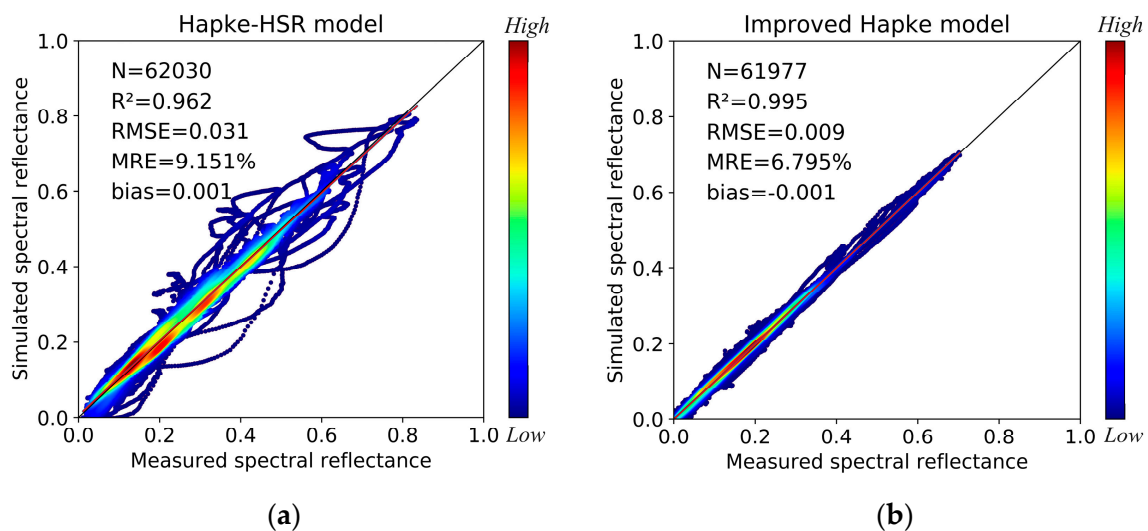 Hapke-HSR model
High
1.0
0.8
0.6
0.4
0.2
0.0
Simulated spectral reflectance
N=62030
R²=0.962
RMSE=0.031
MRE=9.151%
bias=0.001
0.0 0.2 0.4 0.6 0.8 1.0
Measured spectral reflectance
Low
(a)
Improved Hapke model
High
1.0
0.8
0.6
0.4
0.2
0.0
Simulated spectral reflectance
N=61977
R²=0.995
RMSE=0.009
MRE=6.795%
bias=-0.001
0.0 0.2 0.4 0.6 0.8 1.0
Measured spectral reflectance
Low
(b)